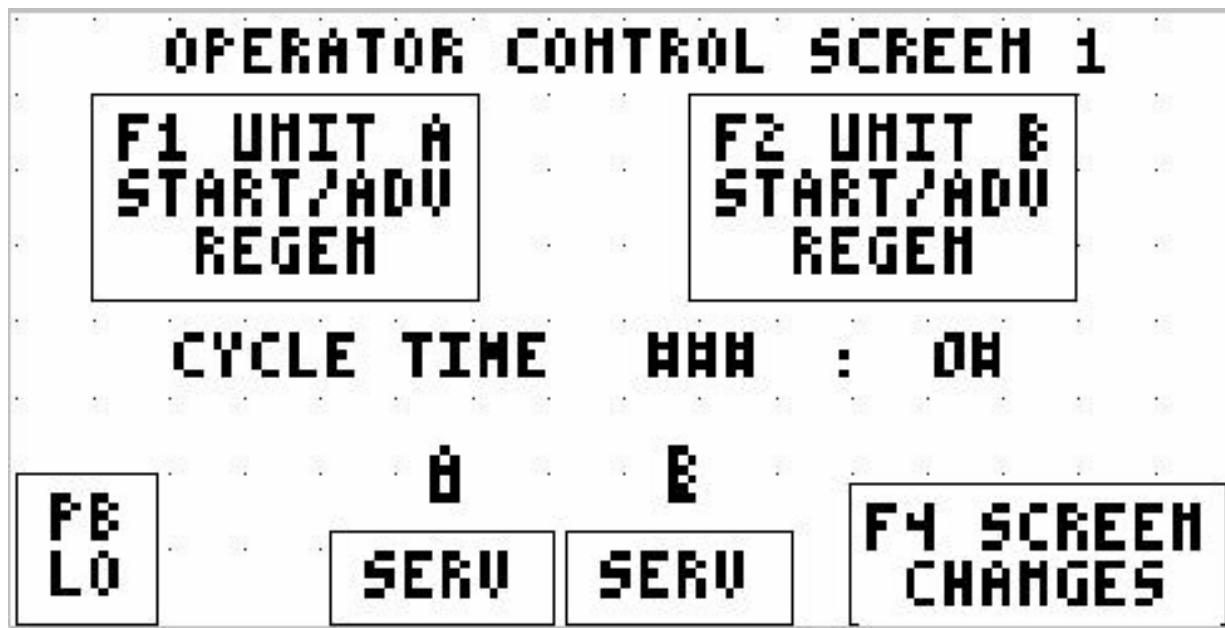 OPERATOR CONTROL SCREEN 1
F1 UNIT A
START/ADV
REGEN
F2 UNIT B
START/ADV
REGEN
CYCLE TIME ### : 0#
A B
PB
LO
SERV
SERV
F4 SCREEN
CHANGES